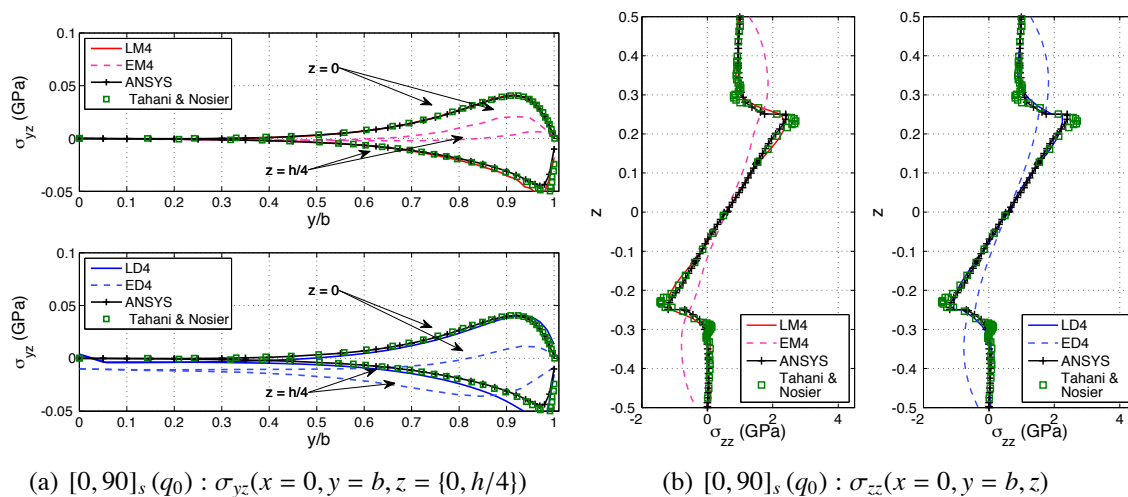 σyz (GPa)
0.05
0
-0.05
LM4
EM4
ANSYS
Tahani & Nosier
z = 0
z = h/4
0 0.1 0.2 0.3 0.4 0.5 0.6 0.7 0.8 0.9 1
y/b
σyz (GPa)
0.05
0
-0.05
LD4
ED4
ANSYS
Tahani & Nosier
z = 0
z = h/4
0 0.1 0.2 0.3 0.4 0.5 0.6 0.7 0.8 0.9 1
y/b
z
0.5
0.4
0.3
0.2
0.1
0
-0.1
-0.2
-0.3
-0.4
-0.5
LM4
EM4
ANSYS
Tahani &
Nosier
-2 0 2 4
σzz (GPa)
z
0.5
0.4
0.3
0.2
0.1
0
-0.1
-0.2
-0.3
-0.4
-0.5
LD4
ED4
ANSYS
Tahani &
Nosier
-2 0 2 4
σzz (GPa)
(a) [0, 90]s (q0) : σyz(x = 0, y = b, z = {0, h/4})
(b) [0, 90]s (q0) : σzz(x = 0, y = b, z)